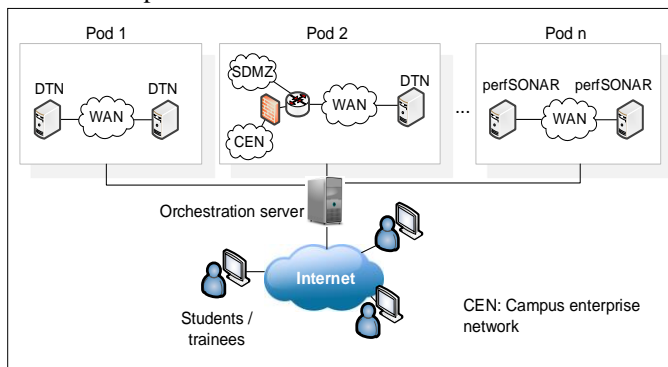 Pod 1
Pod 2
Pod n
DTN
DTN
WAN
SDMZ
CEN
WAN
DTN
...
perfSONAR
perfSONAR
WAN
Orchestration server
Internet
Students /
trainees
CEN: Campus enterprise
network